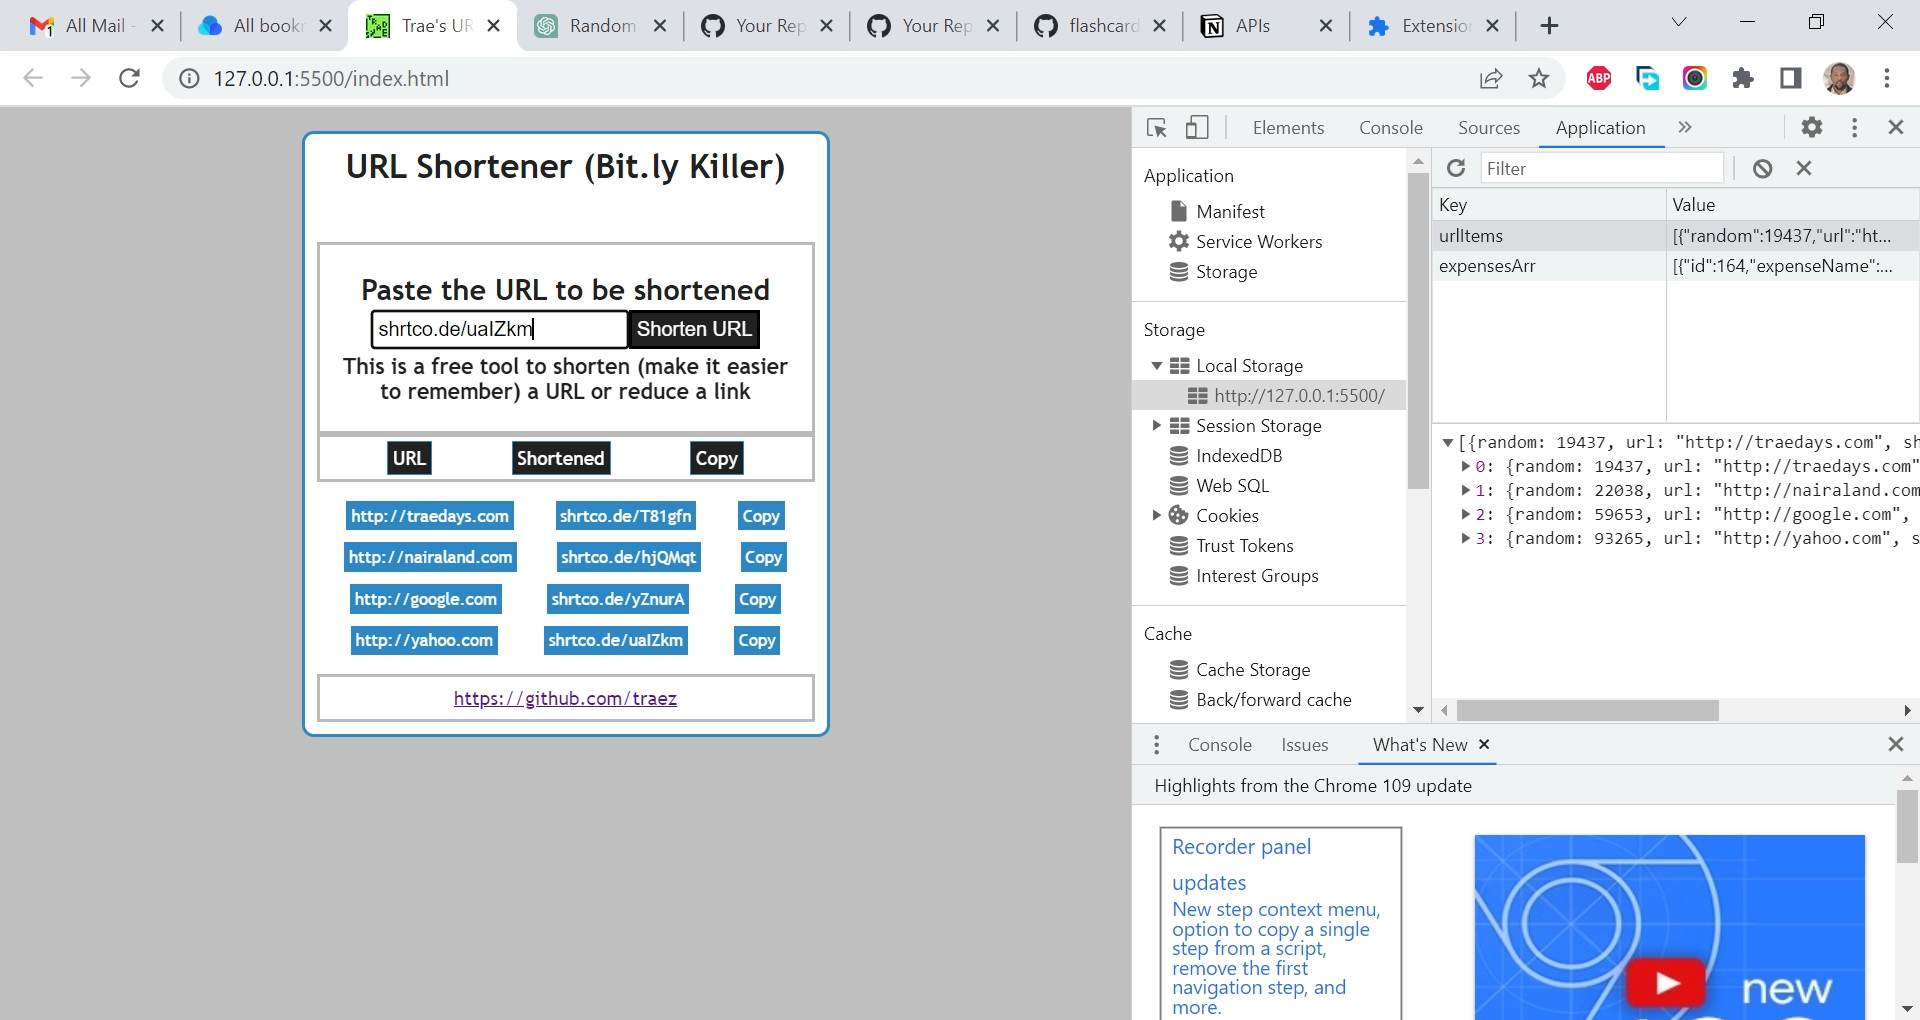 All Mail -
All bookr
Trae's UR
Random
Your Rep
Your Rep
flashcard
APIs
Extension
127.0.0.1:5500/index.html
ABP
URL Shortener (Bit.ly Killer)
Paste the URL to be shortened
shrtco.de/uaIZkm
Shorten URL
This is a free tool to shorten (make it easier
to remember) a URL or reduce a link
URL
Shortened
Copy
http://traedays.com
shrtco.de/T81gfn
Copy
http://nairaland.com
shrtco.de/hjQMqt
Copy
http://google.com
shrtco.de/yZnurA
Copy
http://yahoo.com
shrtco.de/uaIZkm
Copy
https://github.com/traez
Elements
Console
Sources
Application
Application
Manifest
Service Workers
Storage
Storage
Local Storage
http://127.0.0.1:5500/
Session Storage
IndexedDB
Web SQL
Cookies
Trust Tokens
Interest Groups
Cache
Cache Storage
Back/forward cache
Filter
Key
Value
urlItems
[{"random":19437,"url":"ht...
expensesArr
[{"id":164,"expenseName":...
[{random: 19437, url: "http://traedays.com", sh
0: {random: 19437, url: "http://traedays.com"
1: {random: 22038, url: "http://nairaland.com
2: {random: 59653, url: "http://google.com",
3: {random: 93265, url: "http://yahoo.com", s
Console
Issues
What's New
Highlights from the Chrome 109 update
Recorder panel
updates
New step context menu,
option to copy a single
step from a script,
remove the first
navigation step, and
more.
new